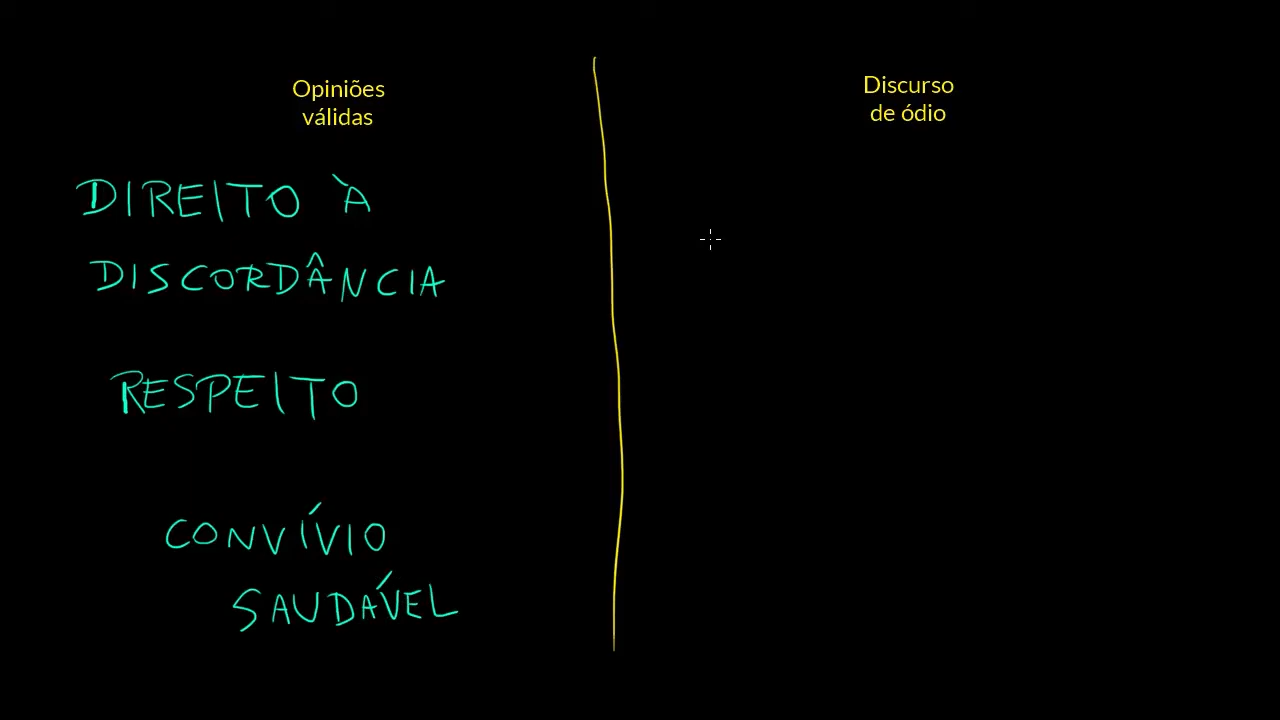 Opiniões
válidas
DIREITO À
DISCORDÂNCIA
RESPEITO
CONVÍVIO
SAUDÁVEL
Discurso
de ódio